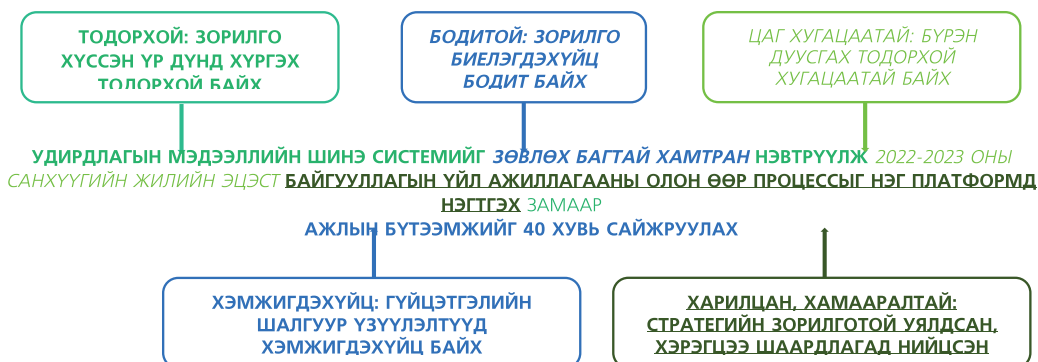 ТОДОРХОЙ: ЗОРИЛГО
ХҮССЭН ҮР ДҮНД ХҮРГЭХ
ТОДОРХОЙ БАЙХ
БОДИТОЙ: ЗОРИЛГО
БИЕЛЭГДЭХҮЙЦ
БОДИТ БАЙХ
ЦАГ ХУГАЦААТАЙ: БҮРЭН
ДУУСГАХ ТОДОРХОЙ
ХУГАЦААТАЙ БАЙХ
УДИРДЛАГЫН МЭДЭЭЛЛИЙН ШИНЭ СИСТЕМИЙГ ЗӨВЛӨХ БАГТАЙ ХАМТРАН НЭВТРҮҮЛЖ 2022-2023 ОНЫ
САНХҮҮГИЙН ЖИЛИЙН ЭЦЭСТ БАЙГУУЛЛАГЫН ҮЙЛ АЖИЛЛАГААНЫ ОЛОН ӨӨР ПРОЦЕССЫГ НЭГ ПЛАТФОРМД
НЭГТГЭХ ЗАМААР
АЖЛЫН БҮТЭЭМЖИЙГ 40 ХУВЬ САЙЖРУУЛАХ
ХЭМЖИГДЭХҮЙЦ: ГҮЙЦЭТГЭЛИЙН
ШАЛГУУР ҮЗҮҮЛЭЛТҮҮД
ХЭМЖИГДЭХҮЙЦ БАЙХ
ХАРИЛЦАН, ХАМААРАЛТАЙ:
СТРАТЕГИЙН ЗОРИЛГОТОЙ УЯЛДСАН,
ХЭРЭГЦЭЭ ШААРДЛАГАД НИЙЦСЭН